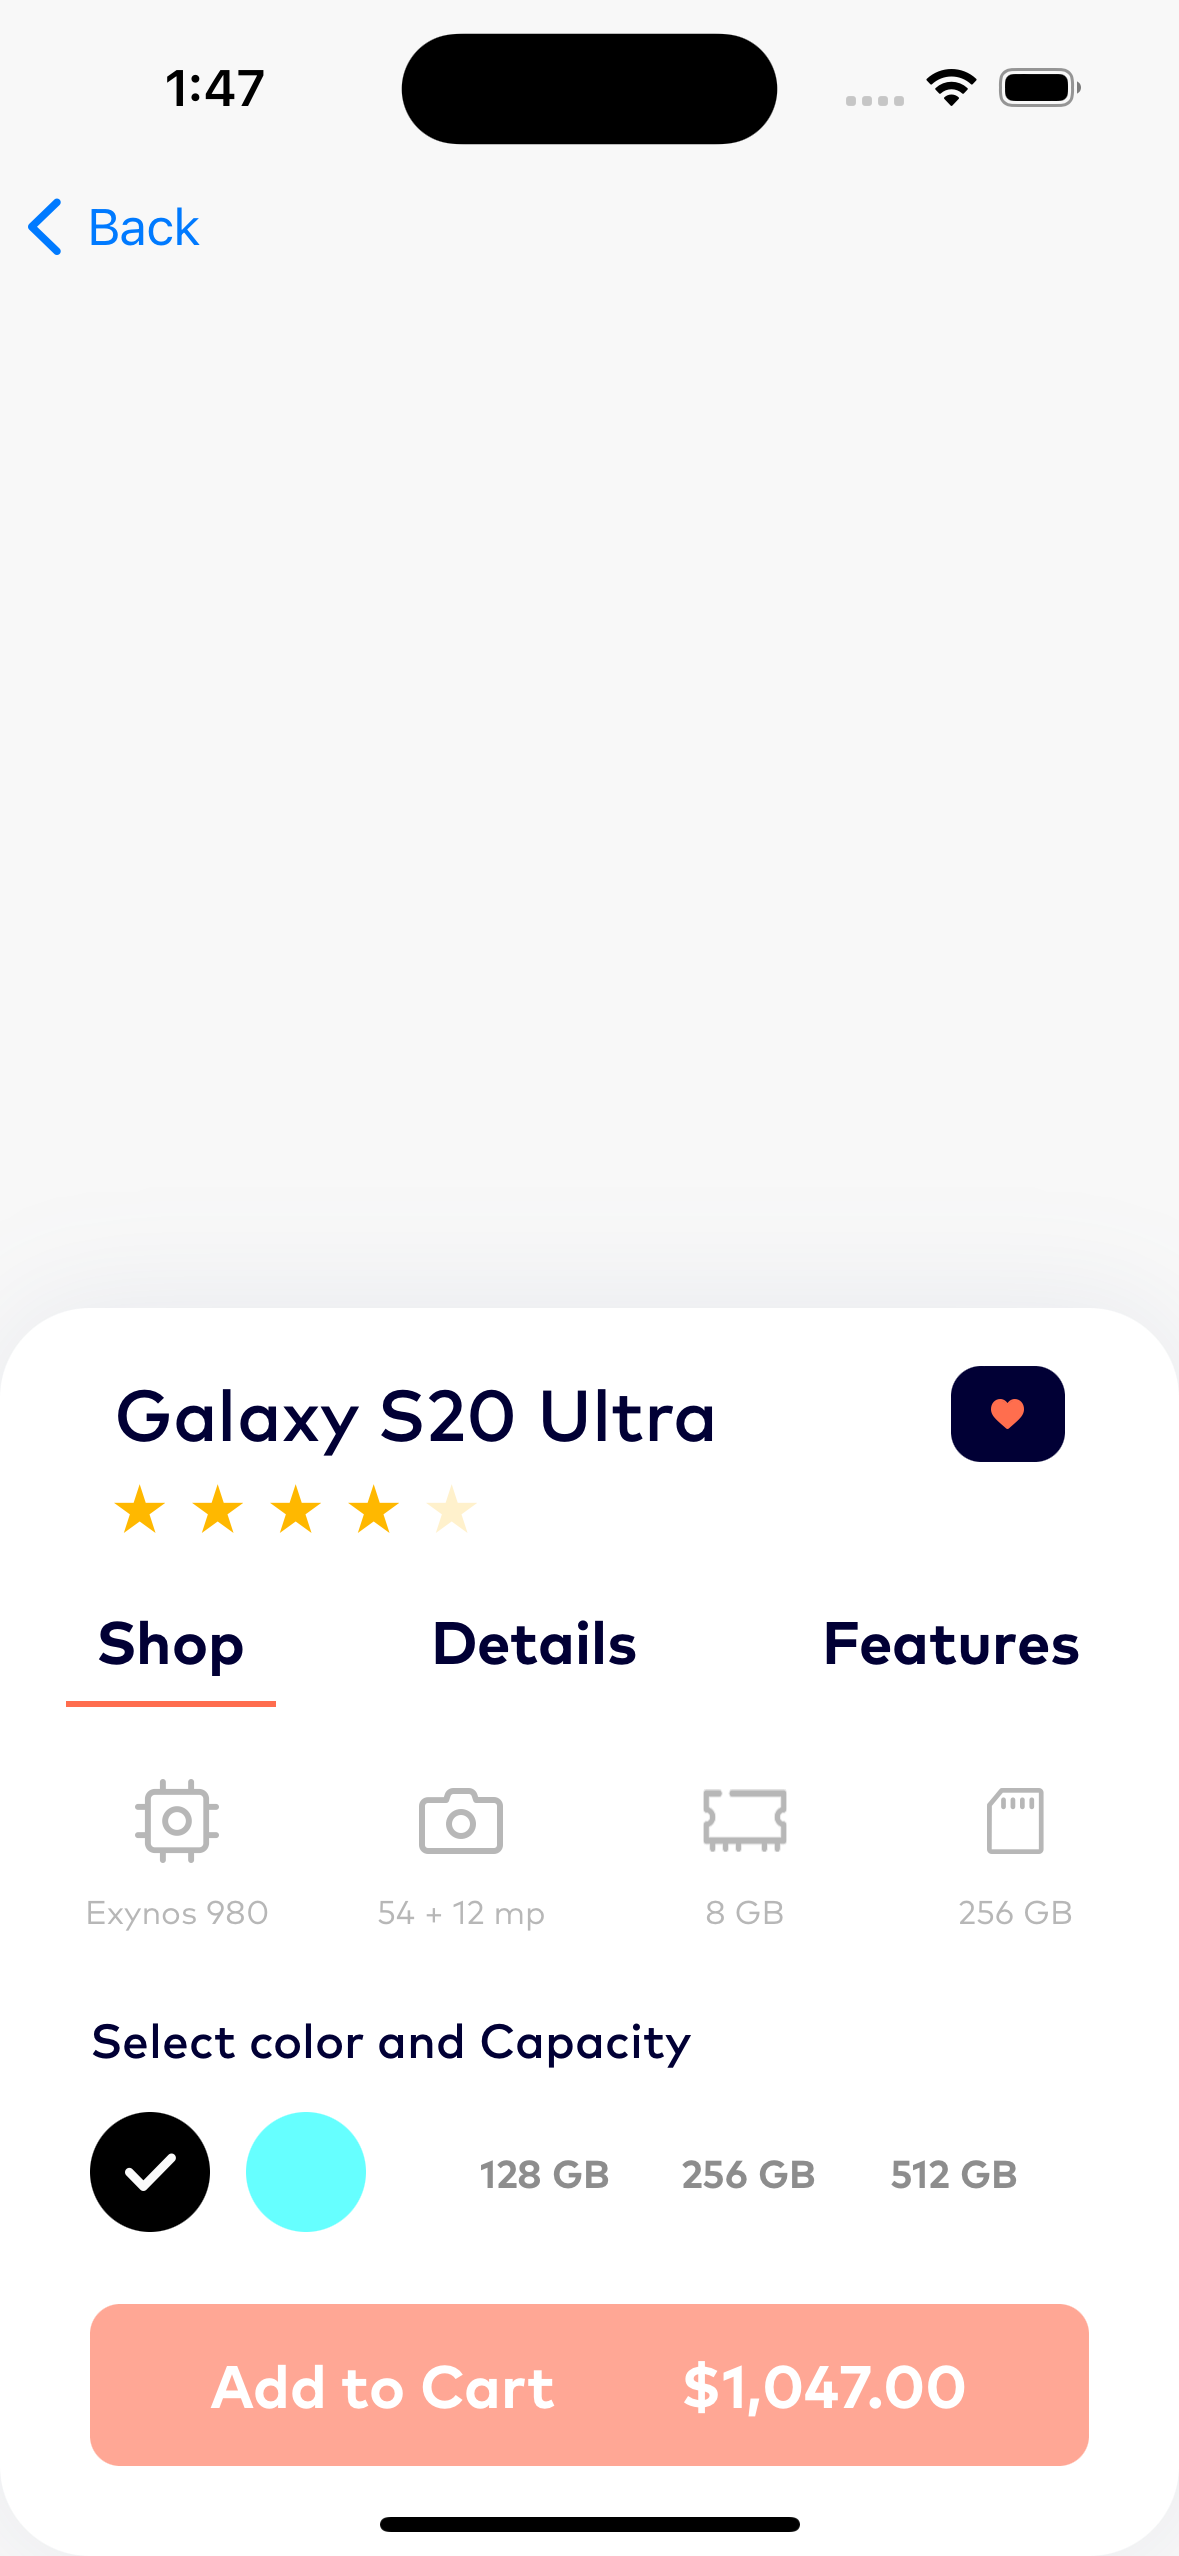 1:47
Back
Galaxy S20 Ultra
Shop Details Features
Exynos 980 54 + 12 mp 8 GB 256 GB
Select color and Capacity
128 GB 256 GB 512 GB
Add to Cart $1,047.00